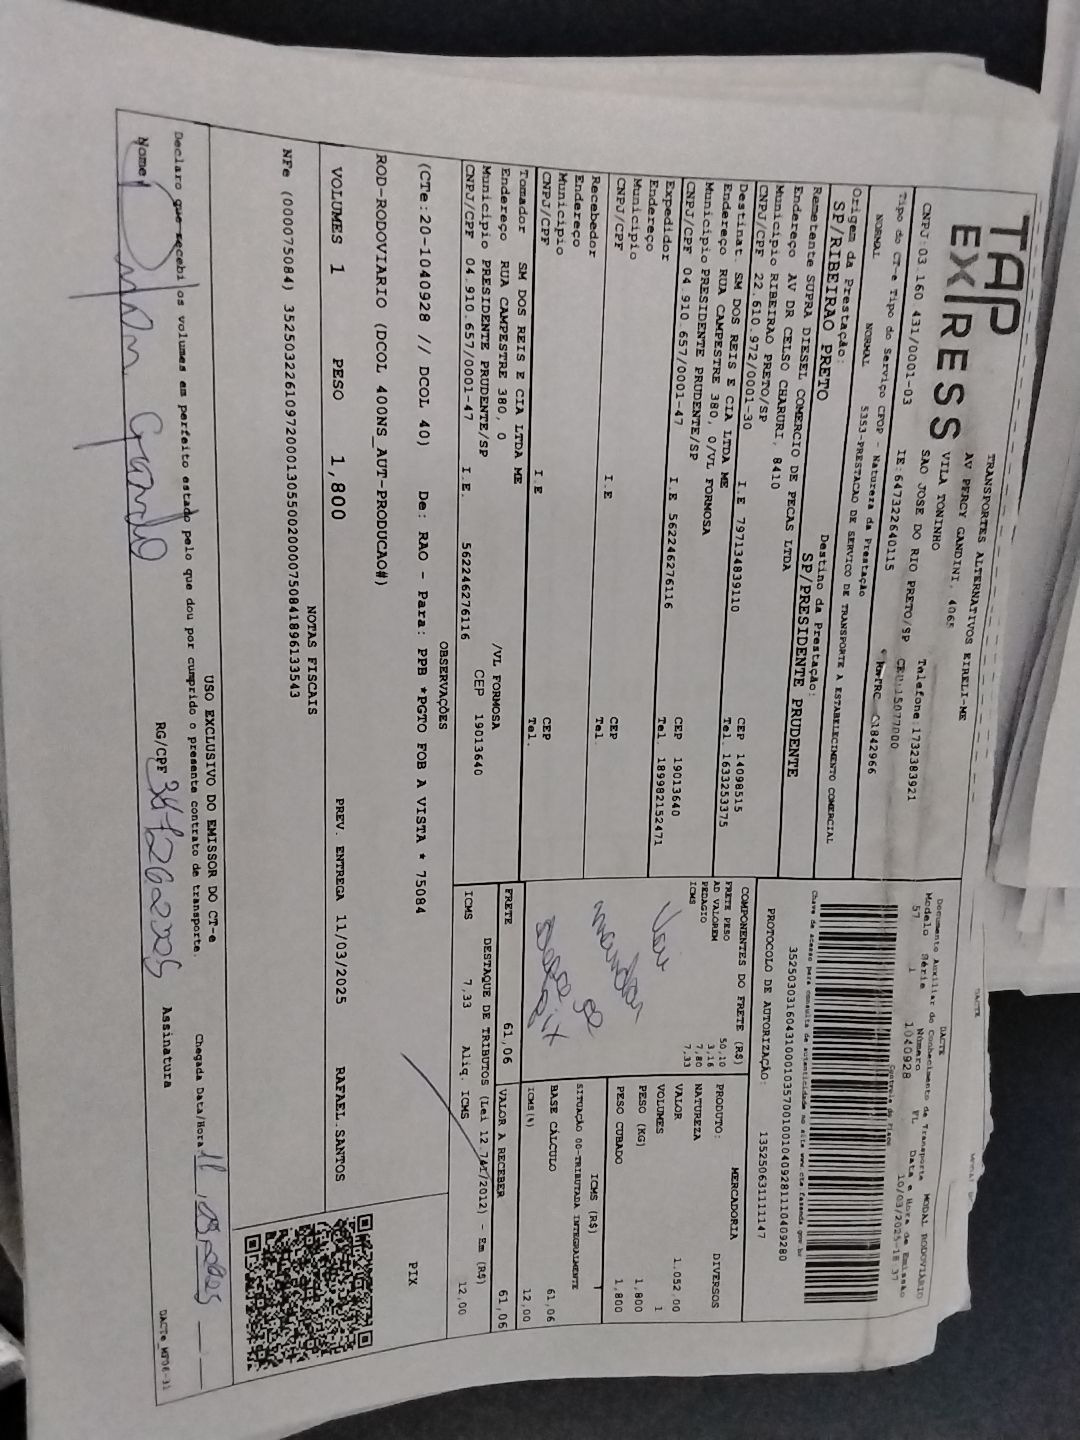 TAP
EXPRESS
TRANSPORTES ALTERNATIVOS EIRELI-ME
AV PERCY GANDINI, 4065
VILA TONINHO
SAO JOSE DO RIO PRETO/SP
Telefone:1732383921
CNPJ:03.160.431/0001-03
IE:647322640115
CEP:15077000
Tipo do CT-e Tipo do Serviço CFOP - Natureza da Prestação
NORMAL NORMAL 5353-PRESTACAO DE SERVICO DE TRANSPORTE A ESTABELECIMENTO COMERCIAL
Origem da Prestação: Destino da Prestação:
SP/RIBEIRAO PRETO SP/PRESIDENTE PRUDENTE
Remetente SUPRA DIESEL COMERCIO DE PECAS LTDA
Endereço AV DR CELSO CHARURI, 8410
Municipio RIBEIRAO PRETO/SP CEP 14098515
CNPJ/CPF 22.610.972/0001-30 I.E 797134839110 Tel. 1633253375
Destinat. SM DOS REIS E CIA LTDA ME
Endereço RUA CAMPESTRE 380, 0/VL FORMOSA
Municipio PRESIDENTE PRUDENTE/SP CEP 19013640
CNPJ/CPF 04.910.657/0001-47 I.E 562246276116 Tel. 189982152471
Expedidor
Endereço
Municipio CEP
CNPJ/CPF I.E Tel.
Recebedor
Endereço
Municipio CEP
CNPJ/CPF I.E Tel.
Tomador SM DOS REIS E CIA LTDA ME
Endereço RUA CAMPESTRE 380, 0 /VL FORMOSA
Municipio PRESIDENTE PRUDENTE/SP CEP 19013640
CNPJ/CPF 04.910.657/0001-47 I.E. 562246276116
DACTE
Documento Auxiliar do Conhecimento de Transporte MODAL RODOVIÁRIO
Modelo Série Número FL Data e Hora de Emissão
57 1 1040928 10/03/2025-18:37
Controle do Fisco
Chave de acesso para consulta de autenticidade no site www.cte.fazenda.gov.br
35250303160431000103570010010409281110409280
PROTOCOLO DE AUTORIZAÇÃO: 135250631111147
COMPONENTES DO FRETE (R$)
FRETE PESO 50,10
AD VALOREM 3,16
PEDAGIO 7,80
ICMS 7,33
MERCADORIA
PRODUTO: DIVERSOS
NATUREZA
VALOR 1.052,00
VOLUMES 1
PESO (KG) 1,800
PESO CUBADO 1,800
ICMS (R$)
SITUAÇÃO 00-TRIBUTADA INTEGRALMENTE
BASE CÁLCULO 61,06
ICMS(%) 12,00
FRETE 61,06
VALOR A RECEBER 61,06
DESTAQUE DE TRIBUTOS (Lei 12.741/2012) - Em (R$)
ICMS 7,33 Aliq. ICMS 12,00
OBSERVAÇÕES
(CTe:20-1040928 // DCOL 40) De: RAO - Para: PPB *PGTO FOB A VISTA * 75084
ROD-RODOVIARIO (DCOL 400NS_AUT-PRODUCAO#)
PIX
VOLUMES 1 PESO 1,800 PREV. ENTREGA 11/03/2025 RAFAEL.SANTOS
NOTAS FISCAIS
NFe (000075084) 35250322610972000130550020000750841896133543
USO EXCLUSIVO DO EMISSOR DO CT-e
Declaro que recebi os volumes em perfeito estado pelo que dou por cumprido o presente contrato de transporte.
Chegada Data/Hora
Nome
RG/CPF
Assinatura